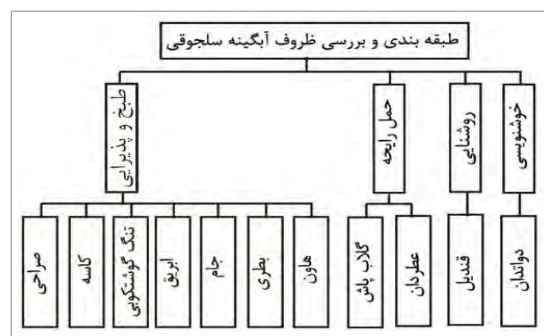 طبقه بندی و بررسی ظروف آبگینه سلجوقی
خوشنویسی
روشنایی
حمل رایحه
طبخ و پذیرایی
دواتدان
قندیل
عطردان
گلاب پاش
هاون
بطری
جام
ابریق
تنگ گوشتکوبی
کاسه
صراحی